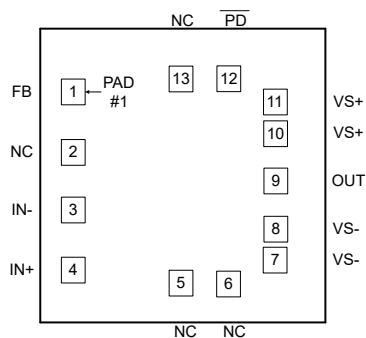 NC PD
13 12
FB 1 PAD #1
11 VS+
10 VS+
NC 2
9 OUT
IN- 3
8 VS-
7 VS-
IN+ 4
5 6
NC NC